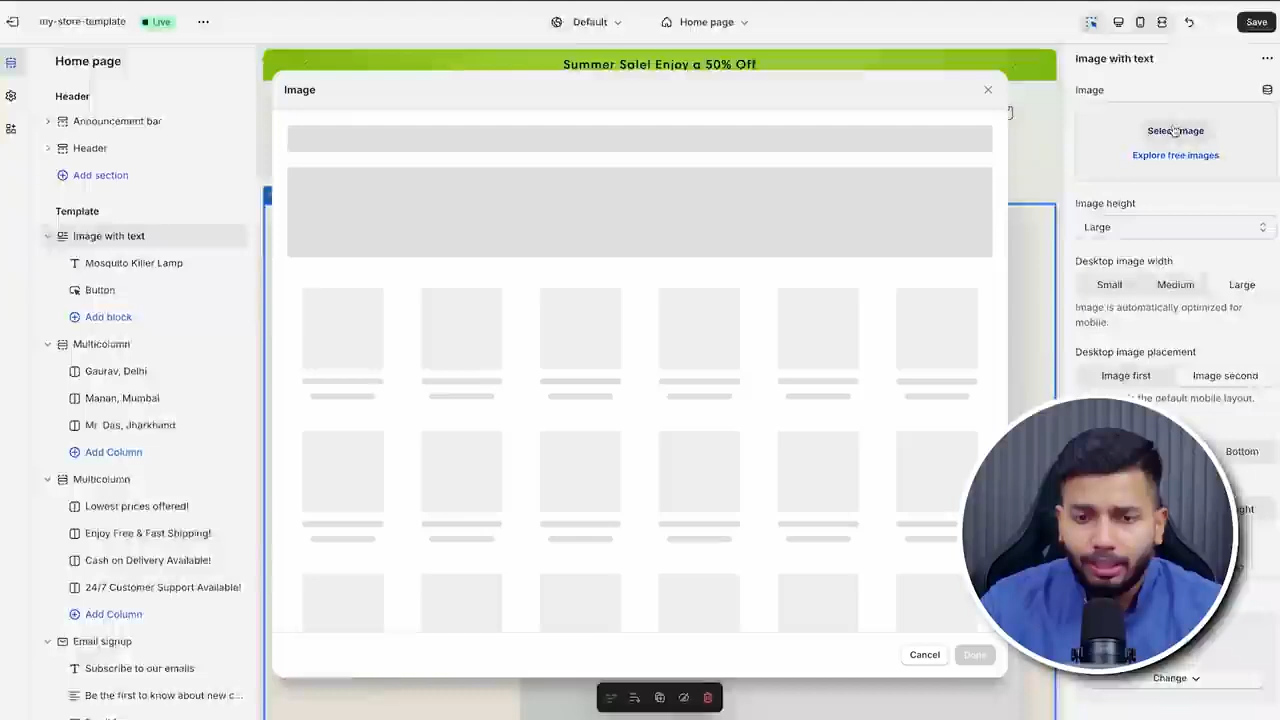 my-store-template
Live
Default
Home page
Save
Home page
Header
Announcement bar
Header
Add section
Template
Image with text
Mosquito Killer Lamp
Button
Add block
Multicolumn
Gaurav, Delhi
Manan, Mumbai
Mr. Das, Jharkhand
Add Column
Multicolumn
Lowest prices offered!
Enjoy Free & Fast Shipping!
Cash on Delivery Available!
24/7 Customer Support Available!
Add Column
Email signup
Subscribe to our emails
Be the first to know about new c...
Summer Sale! Enjoy a 50% Off
Image
Cancel
Done
Image with text
Image
Select image
Explore free images
Image height
Large
Desktop image width
Small Medium Large
Image is automatically optimized for
mobile.
Desktop image placement
Image first Image second
the default mobile layout.
Bottom
Change